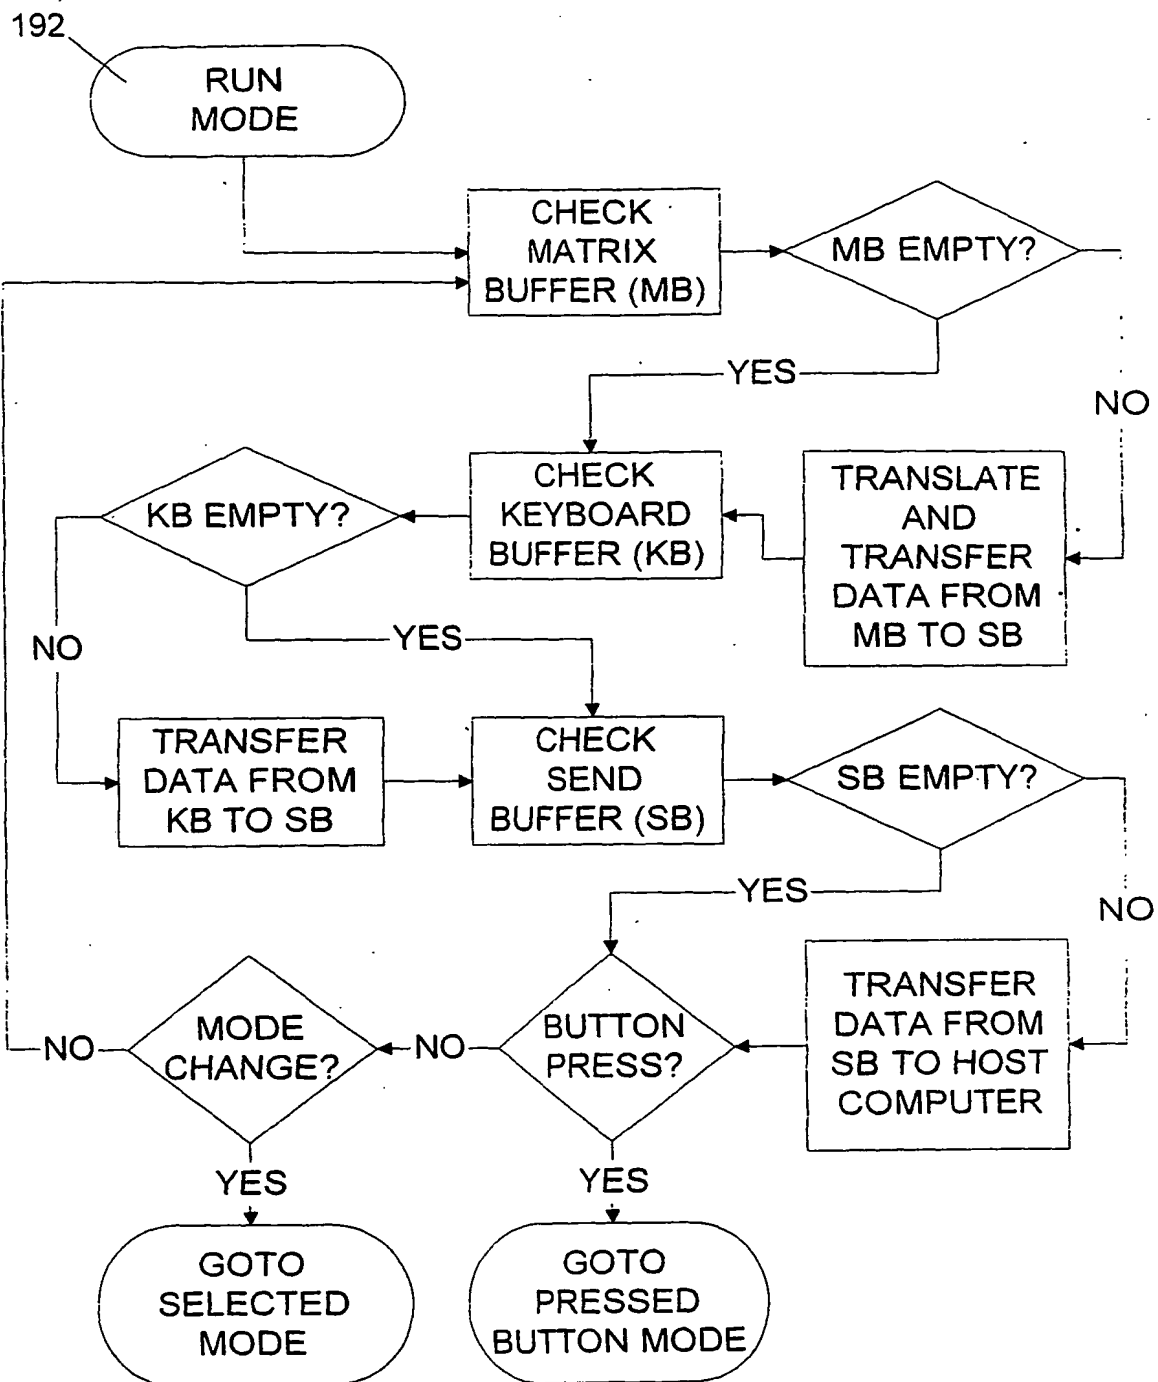 192
RUN
MODE
CHECK
MATRIX
BUFFER (MB)
MB EMPTY?
YES
NO
KB EMPTY?
CHECK
KEYBOARD
BUFFER (KB)
TRANSLATE
AND
TRANSFER
DATA FROM
MB TO SB
NO
YES
TRANSFER
DATA FROM
KB TO SB
CHECK
SEND
BUFFER (SB)
SB EMPTY?
YES
NO
NO
MODE
CHANGE?
NO
BUTTON
PRESS?
TRANSFER
DATA FROM
SB TO HOST
COMPUTER
YES
YES
GOTO
SELECTED
MODE
GOTO
PRESSED
BUTTON MODE